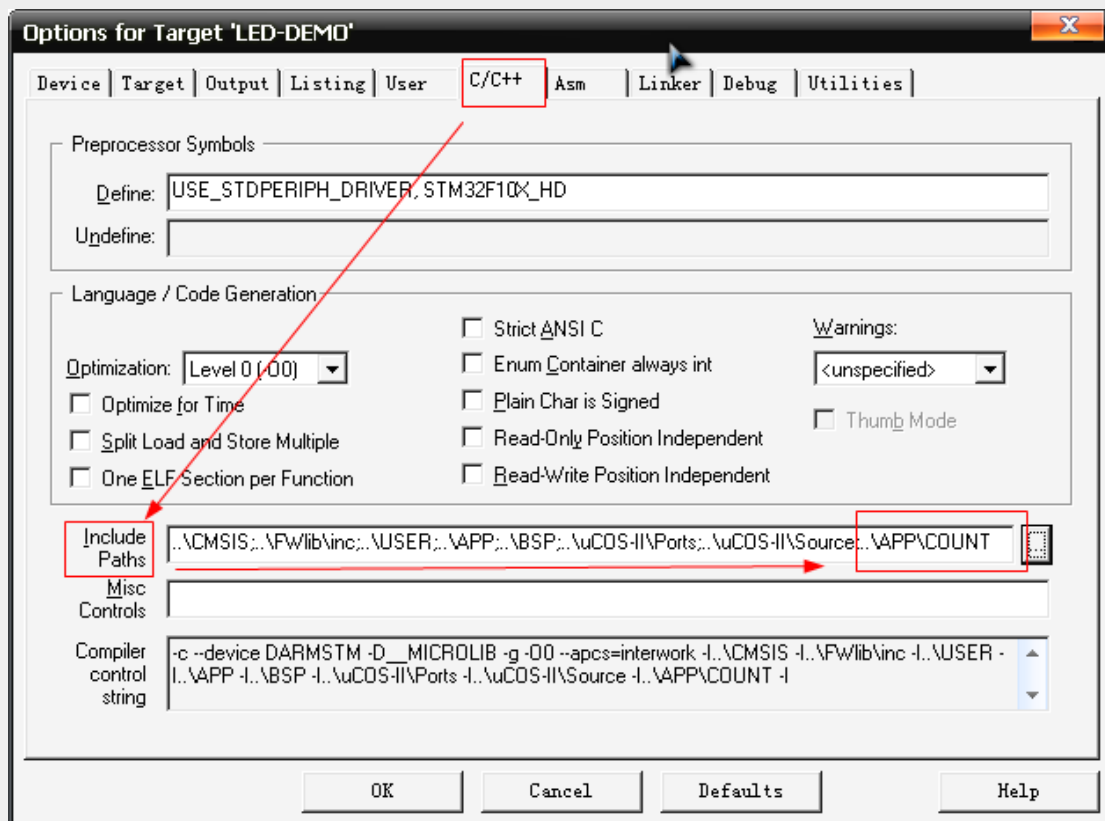 Options for Target 'LED-DEMO'
Device Target Output Listing User C/C++ Asm Linker Debug Utilities
Preprocessor Symbols
Define: USE_STDPERIPH_DRIVER, STM32F10X_HD
Undefine:
Language / Code Generation
Strict ANSI C Warnings:
Optimization: Level 0 (-O0) Enum Container always int <unspecified>
Optimize for Time Plain Char is Signed Thumb Mode
Split Load and Store Multiple Read-Only Position Independent
One ELF Section per Function Read-Write Position Independent
Include Paths ..\CMSIS;..\FWlib\inc;..\USER;..\APP;..\BSP;..\uCOS-II\Ports;..\uCOS-II\Source;..\APP\COUNT ...
Misc Controls
Compiler control string -c --device DARMSTM -D__MICROLIB -g -O0 --apcs=interwork -I..\CMSIS -I..\FWlib\inc -I..\USER -
I..\APP -I..\BSP -I..\uCOS-II\Ports -I..\uCOS-II\Source -I..\APP\COUNT -I
OK Cancel Defaults Help